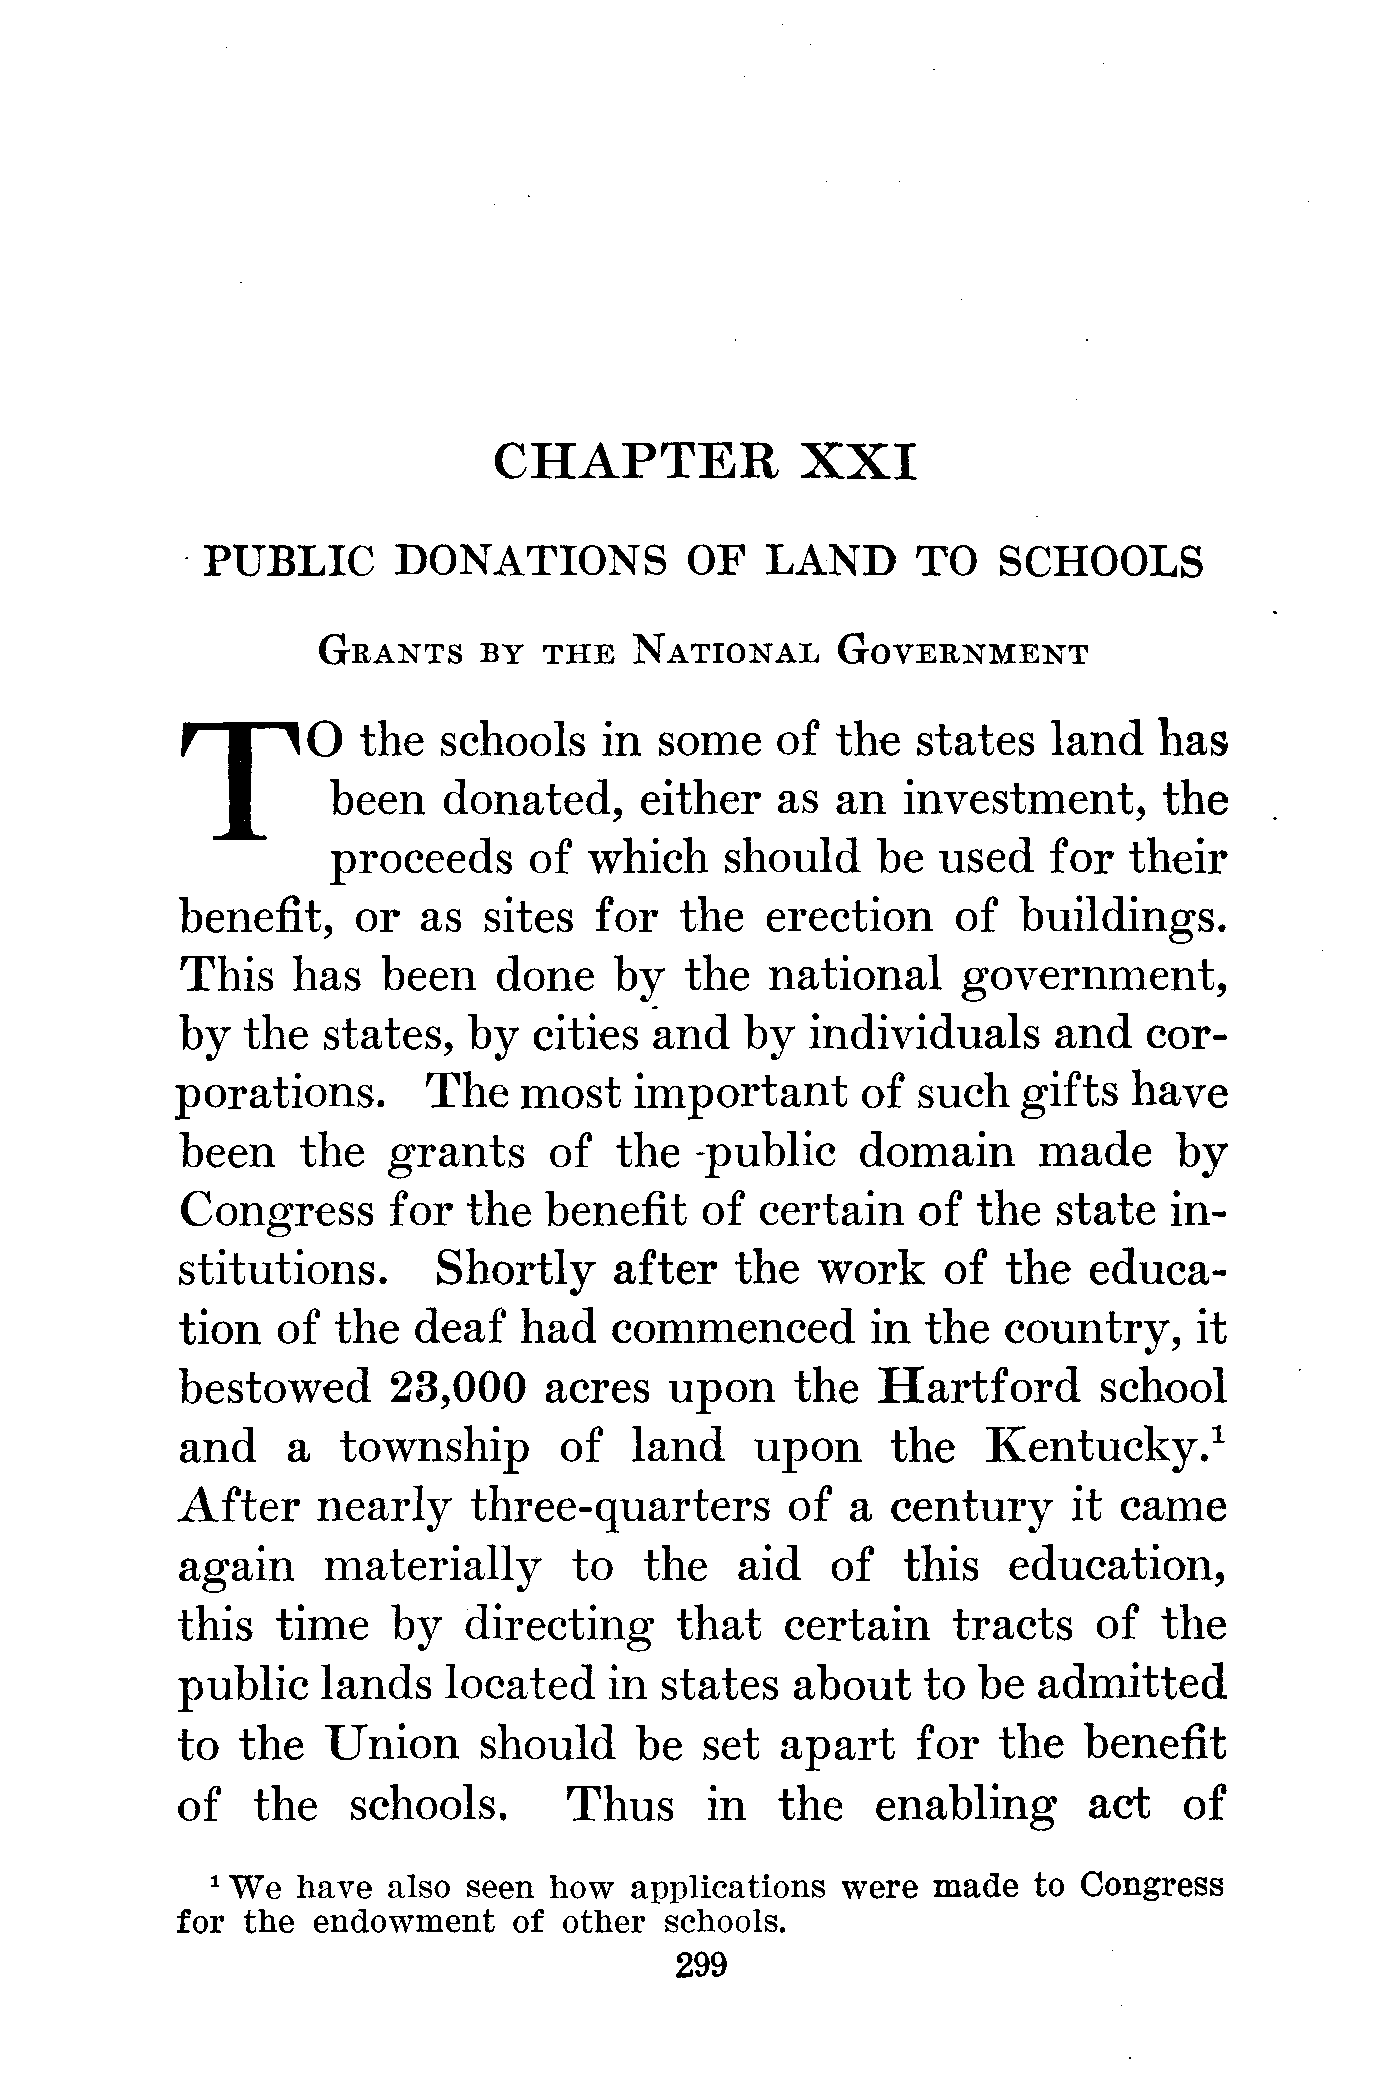 CHAPTER XXI
PUBLIC DONATIONS OF LAND TO SCHOOLS
GRANTS BY THE NATIONAL GOVERNMENT
TO the schools in some of the states land has
been donated, either as an investment, the
proceeds of which should be used for their
benefit, or as sites for the erection of buildings.
This has been done by the national government,
by the states, by cities and by individuals and cor-
porations. The most important of such gifts have
been the grants of the public domain made by
Congress for the benefit of certain of the state in-
stitutions. Shortly after the work of the educa-
tion of the deaf had commenced in the country, it
bestowed 23,000 acres upon the Hartford school
and a township of land upon the Kentucky.¹
After nearly three-quarters of a century it came
again materially to the aid of this education,
this time by directing that certain tracts of the
public lands located in states about to be admitted
to the Union should be set apart for the benefit
of the schools. Thus in the enabling act of
¹ We have also seen how applications were made to Congress
for the endowment of other schools.
299